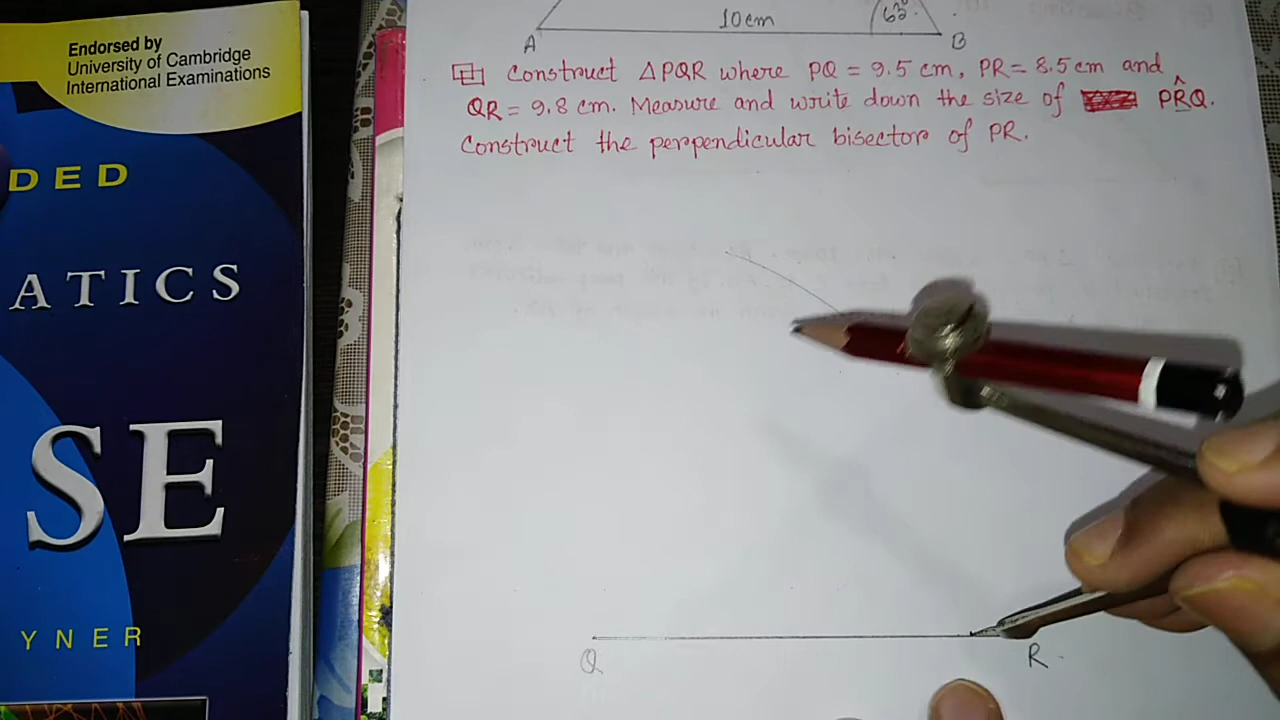 Endorsed by
University of Cambridge
International Examinations
DED
ATICS
SE
YNER
10cm
63°
A
B
Construct △PQR where PQ = 9.5 cm, PR = 8.5 cm and
QR = 9.8 cm. Measure and write down the size of PR̂Q.
Construct the perpendicular bisector of PR.
Q
R